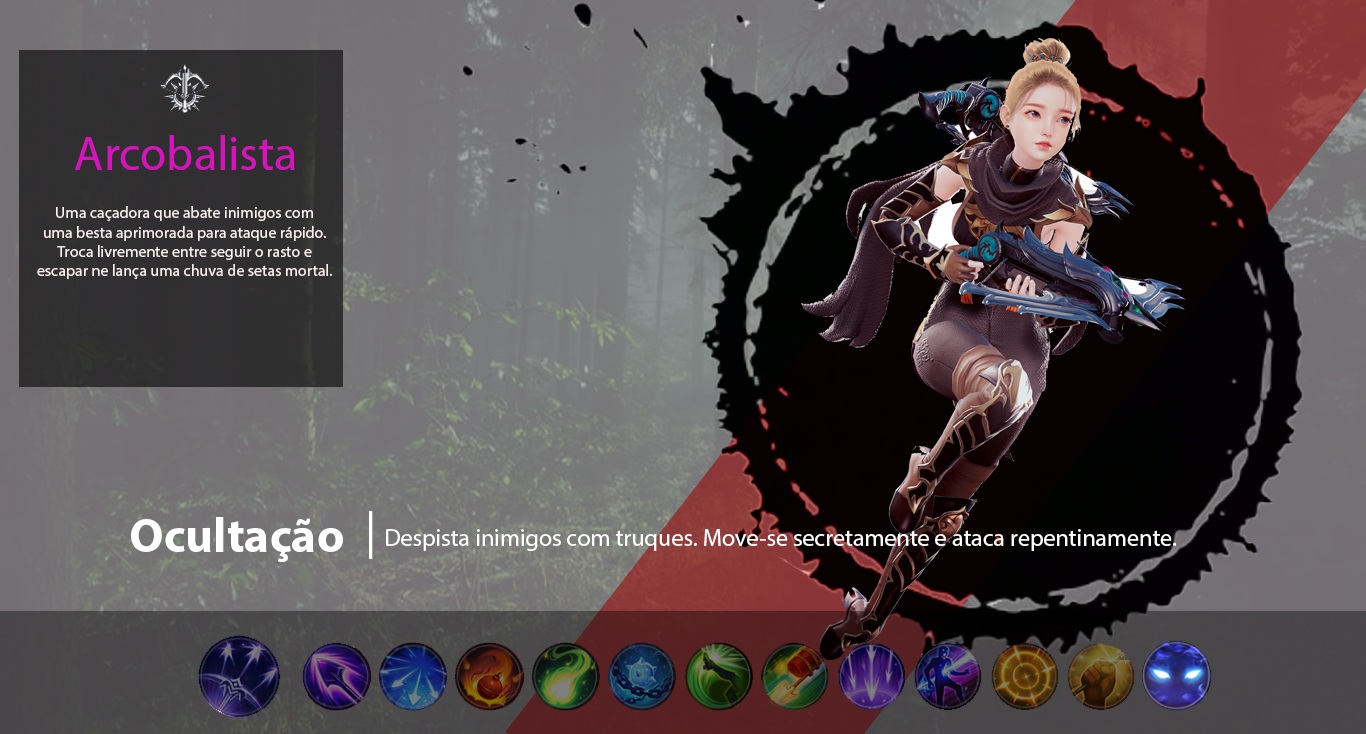 Arcobalista
Uma caçadora que abate inimigos com
uma besta aprimorada para ataque rápido.
Troca livremente entre seguir o rasto e
escapar ne lança uma chuva de setas mortal.
Ocultação
Despista inimigos com truques. Move-se secretamente e ataca repentinamente.